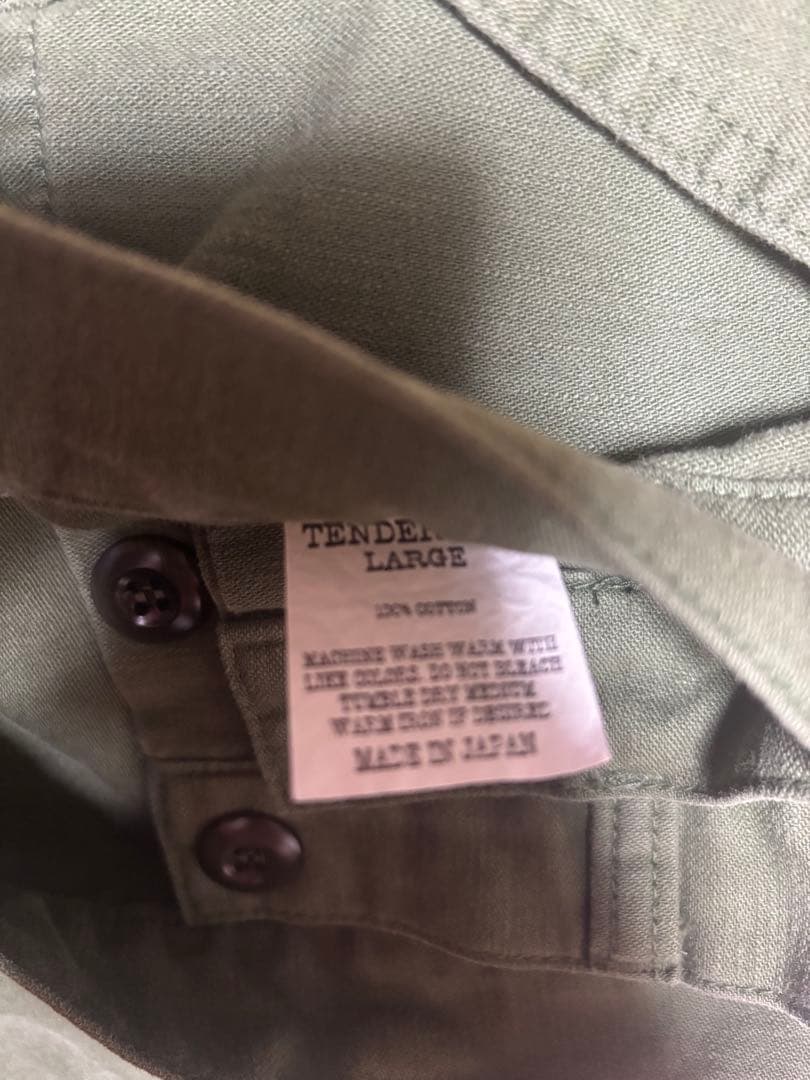 TENDER
LARGE
100% COTTON
MACHINE WASH WARM WITH
LIKE COLORS. DO NOT BLEACH
TUMBLE DRY MEDIUM
WARM IRON IF DESIRED
MADE IN JAPAN